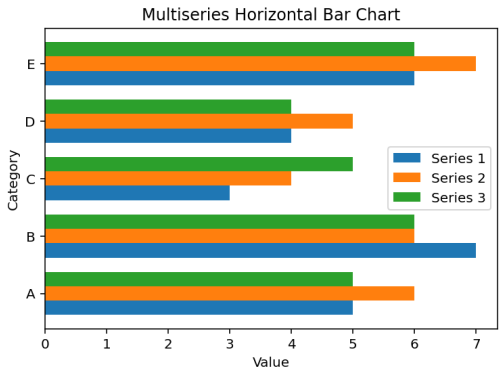 Multiseries Horizontal Bar Chart
E
D
C
B
A
Category
Series 1
Series 2
Series 3
0 1 2 3 4 5 6 7
Value